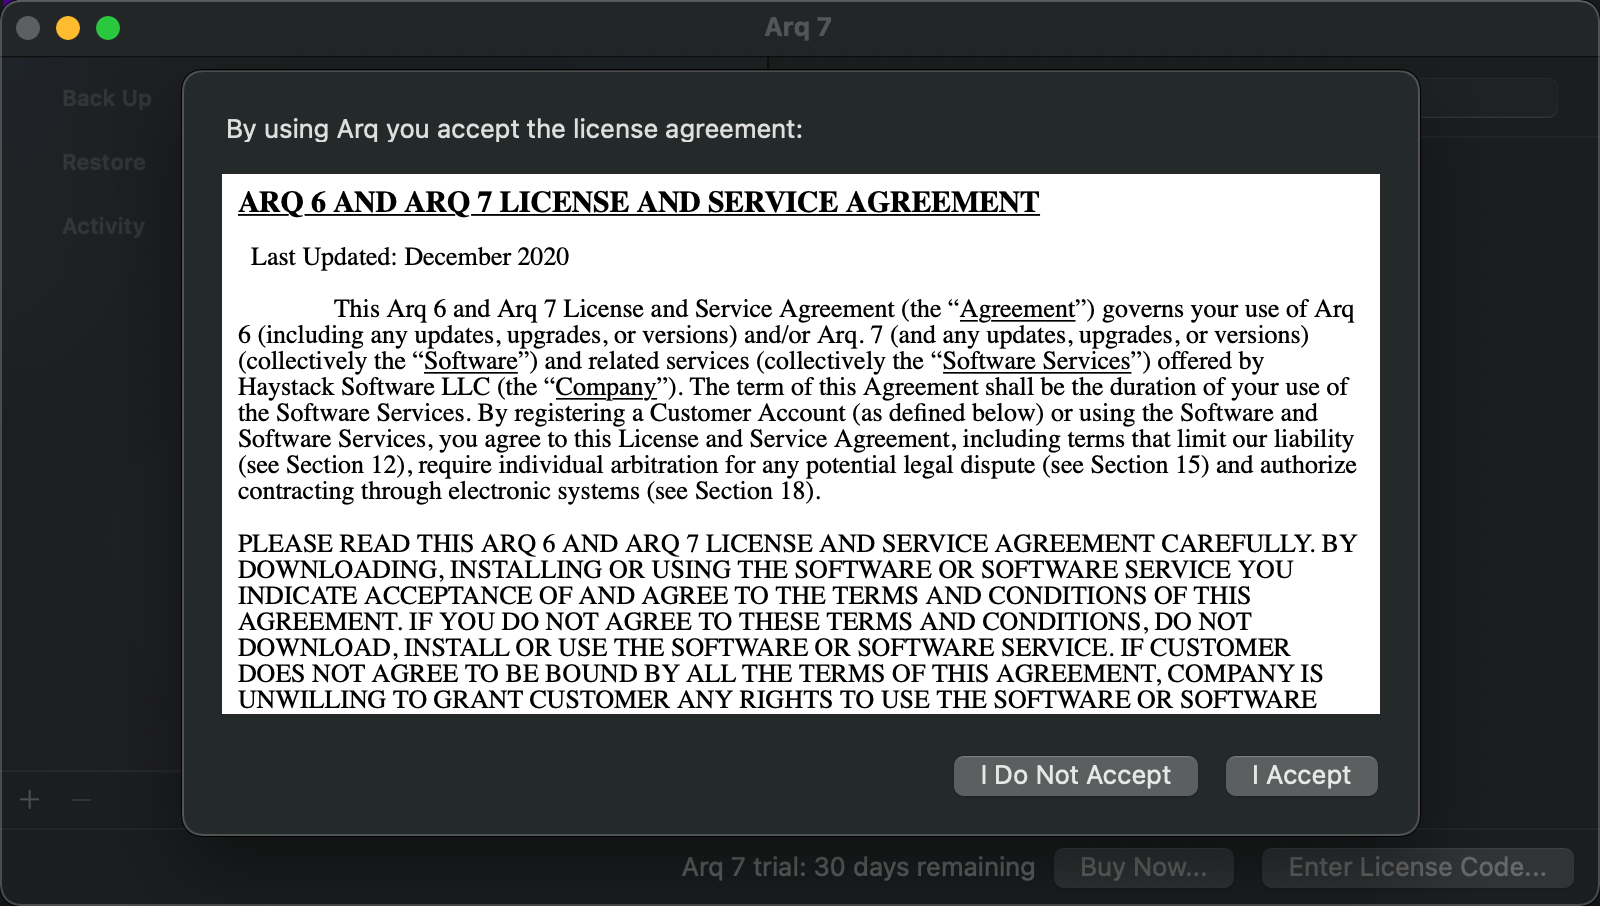 Arq 7
Back Up
Restore
Activity
By using Arq you accept the license agreement:
ARQ 6 AND ARQ 7 LICENSE AND SERVICE AGREEMENT
Last Updated: December 2020
This Arq 6 and Arq 7 License and Service Agreement (the “Agreement”) governs your use of Arq
6 (including any updates, upgrades, or versions) and/or Arq. 7 (and any updates, upgrades, or versions)
(collectively the “Software”) and related services (collectively the “Software Services”) offered by
Haystack Software LLC (the “Company”). The term of this Agreement shall be the duration of your use of
the Software Services. By registering a Customer Account (as defined below) or using the Software and
Software Services, you agree to this License and Service Agreement, including terms that limit our liability
(see Section 12), require individual arbitration for any potential legal dispute (see Section 15) and authorize
contracting through electronic systems (see Section 18).
PLEASE READ THIS ARQ 6 AND ARQ 7 LICENSE AND SERVICE AGREEMENT CAREFULLY. BY
DOWNLOADING, INSTALLING OR USING THE SOFTWARE OR SOFTWARE SERVICE YOU
INDICATE ACCEPTANCE OF AND AGREE TO THE TERMS AND CONDITIONS OF THIS
AGREEMENT. IF YOU DO NOT AGREE TO THESE TERMS AND CONDITIONS, DO NOT
DOWNLOAD, INSTALL OR USE THE SOFTWARE OR SOFTWARE SERVICE. IF CUSTOMER
DOES NOT AGREE TO BE BOUND BY ALL THE TERMS OF THIS AGREEMENT, COMPANY IS
UNWILLING TO GRANT CUSTOMER ANY RIGHTS TO USE THE SOFTWARE OR SOFTWARE
I Do Not Accept
I Accept
Arq 7 trial: 30 days remaining
Buy Now...
Enter License Code...